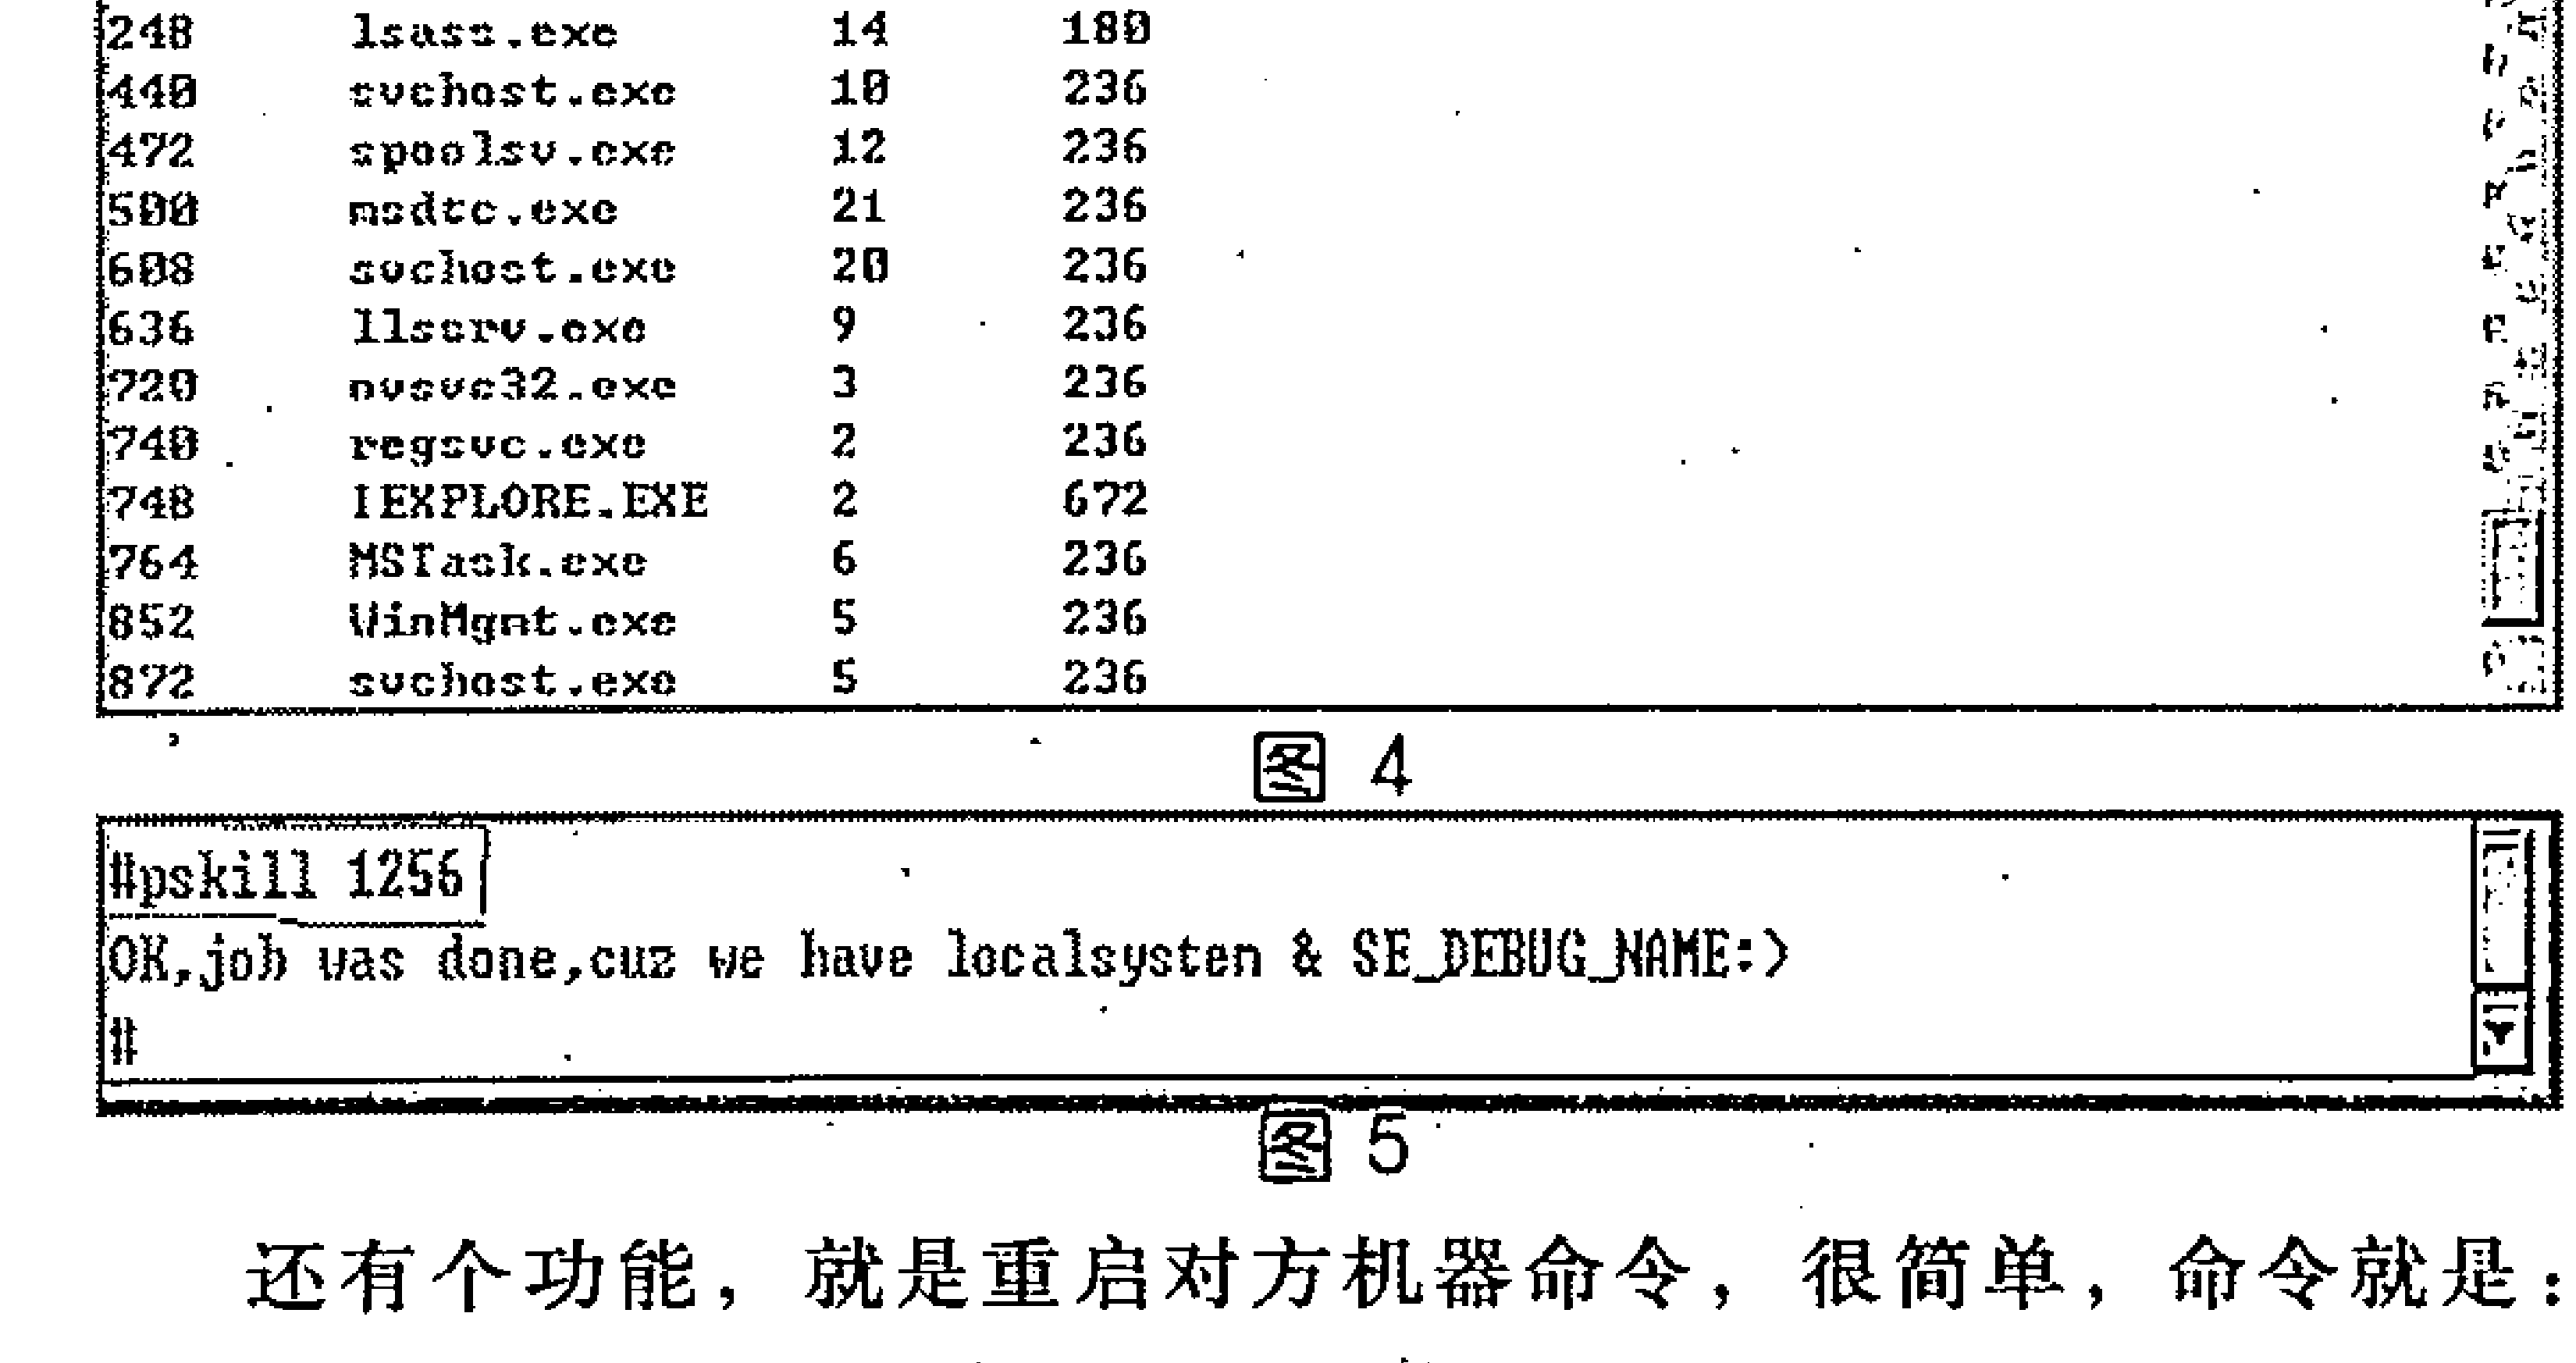 248 lsass.exe 14 180
440 svchost.exe 10 236
472 spoolsv.exe 12 236
500 msdtc.exe 21 236
608 svchost.exe 20 236
636 llssrv.exe 9 236
720 nvsvc32.exe 3 236
740 regsvc.exe 2 236
748 IEXPLORE.EXE 2 672
764 MSTask.exe 6 236
852 WinMgmt.exe 5 236
872 svchost.exe 5 236
图 4
#pskill 1256
OK,job was done,cuz we have localsystem & SE_DEBUG_NAME:>
#
图 5
还有个功能，就是重启对方机器命令，很简单，命令就是：